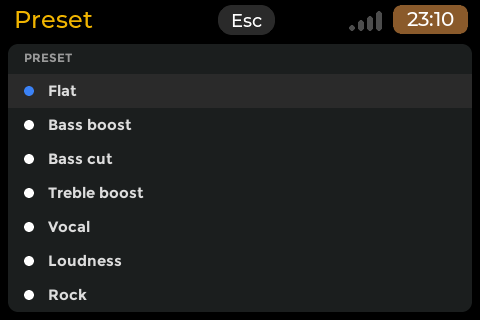 Preset Esc 23:10
PRESET
Flat
Bass boost
Bass cut
Treble boost
Vocal
Loudness
Rock